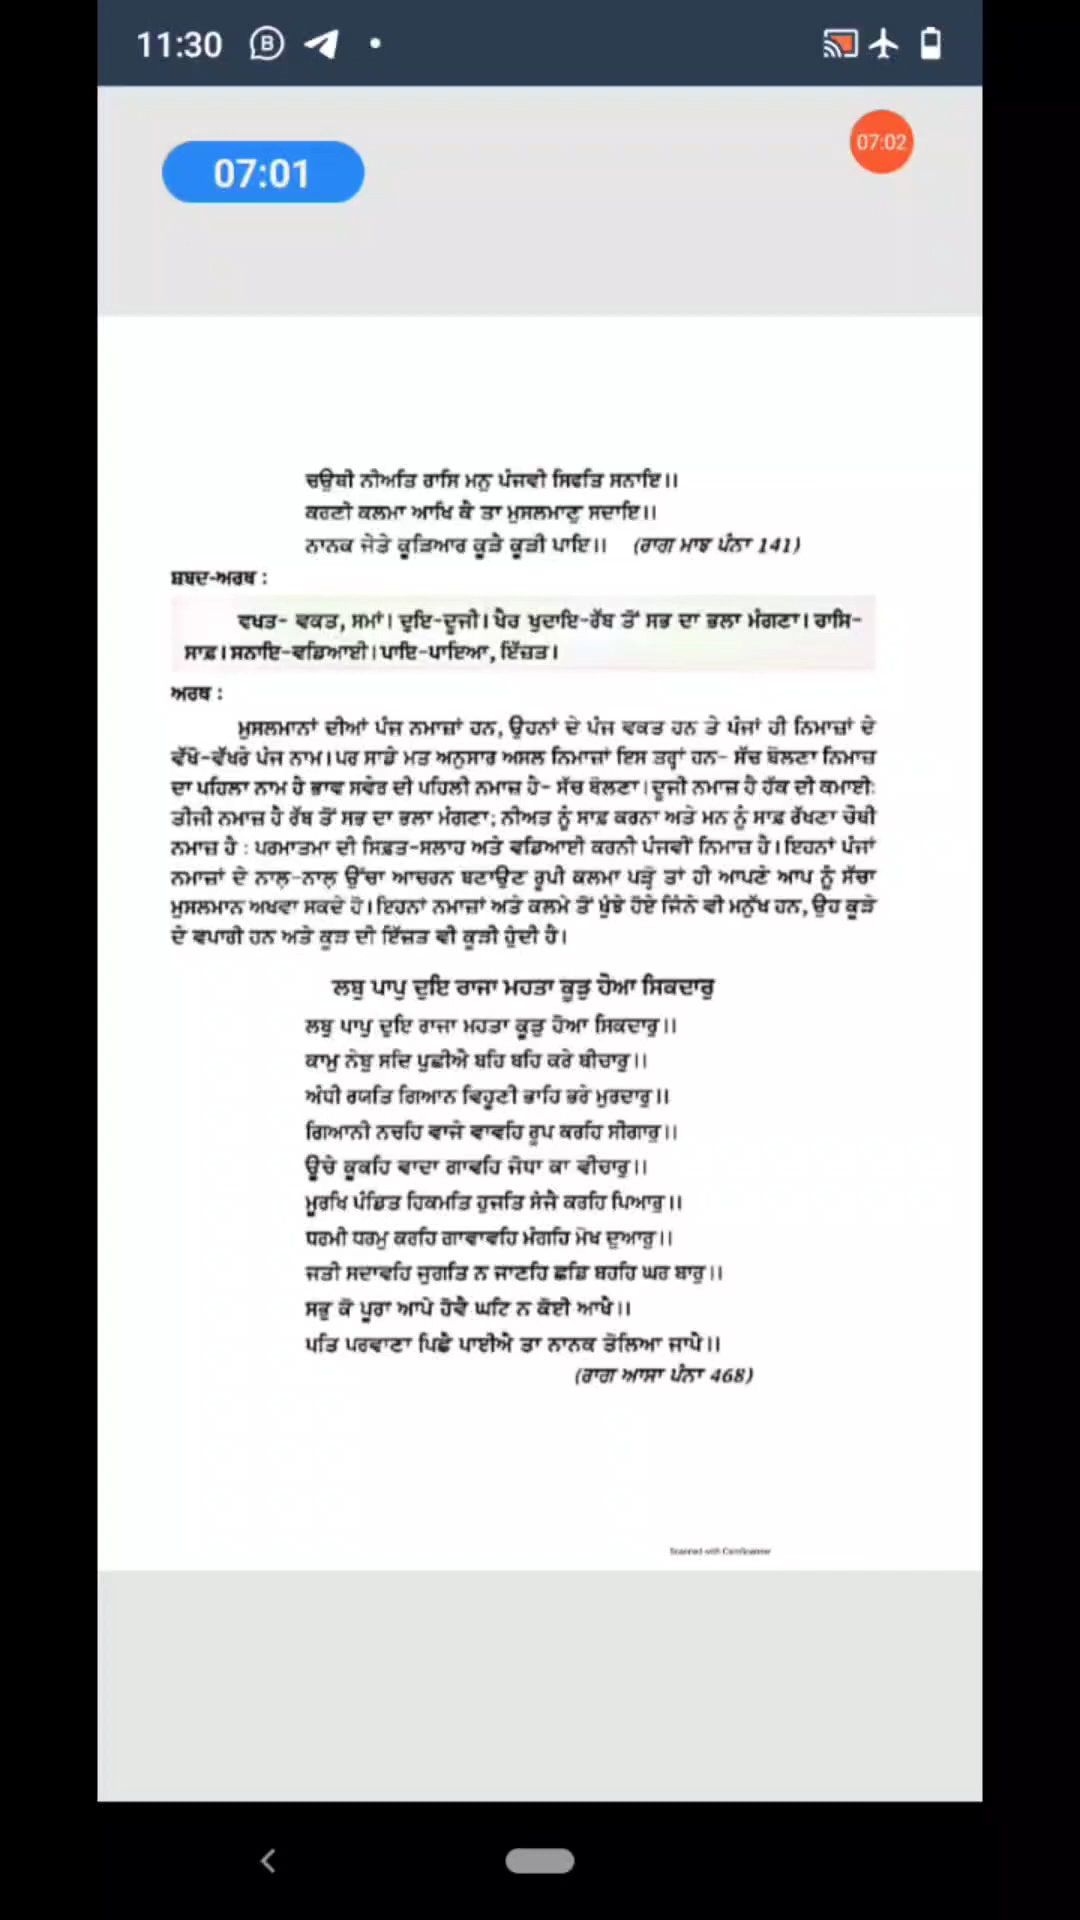 11:30
07:01
07:02
ਚਉਥੀ ਨੀਅਤਿ ਰਾਸਿ ਮਨੁ ਪੰਜਵੀ ਸਿਫਤਿ ਸਨਾਇ।।
ਕਰਣੀ ਕਲਮਾ ਆਖਿ ਕੈ ਤਾ ਮੁਸਲਮਾਣੁ ਸਦਾਇ।।
ਨਾਨਕ ਜੇਤੇ ਕੂੜਿਆਰ ਕੂੜੈ ਕੂੜੀ ਪਾਇ।। (ਰਾਗ ਮਾਝ ਪੰਨਾ 141)
ਸ਼ਬਦ-ਅਰਥ :
ਵਖਤ- ਵਕਤ, ਸਮਾਂ। ਦੁਇ-ਦੂਜੀ। ਖੈਰ ਖੁਦਾਇ-ਰੱਬ ਤੋਂ ਸਭ ਦਾ ਭਲਾ ਮੰਗਣਾ। ਰਾਸਿ-
ਸਾਫ਼। ਸਨਾਇ-ਵਡਿਆਈ। ਪਾਇ-ਪਾਇਆ, ਇੱਜ਼ਤ।
ਅਰਥ :
ਮੁਸਲਮਾਨਾਂ ਦੀਆਂ ਪੰਜ ਨਮਾਜ਼ਾਂ ਹਨ, ਉਹਨਾਂ ਦੇ ਪੰਜ ਵਕਤ ਹਨ ਤੇ ਪੰਜਾਂ ਹੀ ਨਿਮਾਜ਼ਾਂ ਦੇ
ਵੱਖੋ-ਵੱਖਰੇ ਪੰਜ ਨਾਮ। ਪਰ ਸਾਡੇ ਮਤ ਅਨੁਸਾਰ ਅਸਲ ਨਿਮਾਜ਼ਾਂ ਇਸ ਤਰ੍ਹਾਂ ਹਨ- ਸੱਚ ਬੋਲਣਾ ਨਿਮਾਜ਼
ਦਾ ਪਹਿਲਾ ਨਾਮ ਹੈ ਭਾਵ ਸਵੇਰ ਦੀ ਪਹਿਲੀ ਨਮਾਜ਼ ਹੈ- ਸੱਚ ਬੋਲਣਾ। ਦੂਜੀ ਨਮਾਜ਼ ਹੈ ਹੱਕ ਦੀ ਕਮਾਈ:
ਤੀਜੀ ਨਮਾਜ਼ ਹੈ ਰੱਬ ਤੋਂ ਸਭ ਦਾ ਭਲਾ ਮੰਗਣਾ; ਨੀਅਤ ਨੂੰ ਸਾਫ਼ ਕਰਨਾ ਅਤੇ ਮਨ ਨੂੰ ਸਾਫ਼ ਰੱਖਣਾ ਚੌਥੀ
ਨਮਾਜ਼ ਹੈ : ਪਰਮਾਤਮਾ ਦੀ ਸਿਫ਼ਤ-ਸਲਾਹ ਅਤੇ ਵਡਿਆਈ ਕਰਨੀ ਪੰਜਵੀਂ ਨਿਮਾਜ਼ ਹੈ। ਇਹਨਾਂ ਪੰਜਾਂ
ਨਮਾਜ਼ਾਂ ਦੇ ਨਾਲ਼-ਨਾਲ਼ ਉੱਚਾ ਆਚਰਨ ਬਣਾਉਣ ਰੂਪੀ ਕਲਮਾ ਪੜ੍ਹੋ ਤਾਂ ਹੀ ਆਪਣੇ ਆਪ ਨੂੰ ਸੱਚਾ
ਮੁਸਲਮਾਨ ਅਖਵਾ ਸਕਦੇ ਹੋ। ਇਹਨਾਂ ਨਮਾਜ਼ਾਂ ਅਤੇ ਕਲਮੇ ਤੋਂ ਖੁੰਝੇ ਹੋਏ ਜਿੰਨੇ ਵੀ ਮਨੁੱਖ ਹਨ, ਉਹ ਕੂੜੇ
ਦੇ ਵਪਾਰੀ ਹਨ ਅਤੇ ਕੂੜ ਦੀ ਇੱਜ਼ਤ ਵੀ ਕੂੜੀ ਹੁੰਦੀ ਹੈ।
ਲਬੁ ਪਾਪੁ ਦੁਇ ਰਾਜਾ ਮਹਤਾ ਕੂੜੁ ਹੋਆ ਸਿਕਦਾਰੁ
ਲਬੁ ਪਾਪੁ ਦੁਇ ਰਾਜਾ ਮਹਤਾ ਕੂੜੁ ਹੋਆ ਸਿਕਦਾਰੁ।।
ਕਾਮੁ ਨੇਬੁ ਸਦਿ ਪੁਛੀਐ ਬਹਿ ਬਹਿ ਕਰੇ ਬੀਚਾਰੁ।।
ਅੰਧੀ ਰਯਤਿ ਗਿਆਨ ਵਿਹੂਣੀ ਭਾਹਿ ਭਰੇ ਮੁਰਦਾਰੁ।।
ਗਿਆਨੀ ਨਚਹਿ ਵਾਜੇ ਵਾਵਹਿ ਰੂਪ ਕਰਹਿ ਸੀਗਾਰੁ।।
ਊਚੇ ਕੂਕਹਿ ਵਾਦਾ ਗਾਵਹਿ ਜੋਧਾ ਕਾ ਵੀਚਾਰੁ।।
ਮੂਰਖਿ ਪੰਡਿਤ ਹਿਕਮਤਿ ਹੁਜਤਿ ਸੰਜੈ ਕਰਹਿ ਪਿਆਰੁ।।
ਧਰਮੀ ਧਰਮੁ ਕਰਹਿ ਗਾਵਾਵਹਿ ਮੰਗਹਿ ਮੋਖ ਦੁਆਰੁ।।
ਜਤੀ ਸਦਾਵਹਿ ਜੁਗਤਿ ਨ ਜਾਣਹਿ ਛਡਿ ਬਹਹਿ ਘਰ ਬਾਰੁ।।
ਸਭੁ ਕੋ ਪੂਰਾ ਆਪੇ ਹੋਵੈ ਘਟਿ ਨ ਕੋਈ ਆਖੈ।।
ਪਤਿ ਪਰਵਾਣਾ ਪਿਛੈ ਪਾਈਐ ਤਾ ਨਾਨਕ ਤੋਲਿਆ ਜਾਪੈ।।
(ਰਾਗ ਆਸਾ ਪੰਨਾ 468)
Scanned with CamScanner